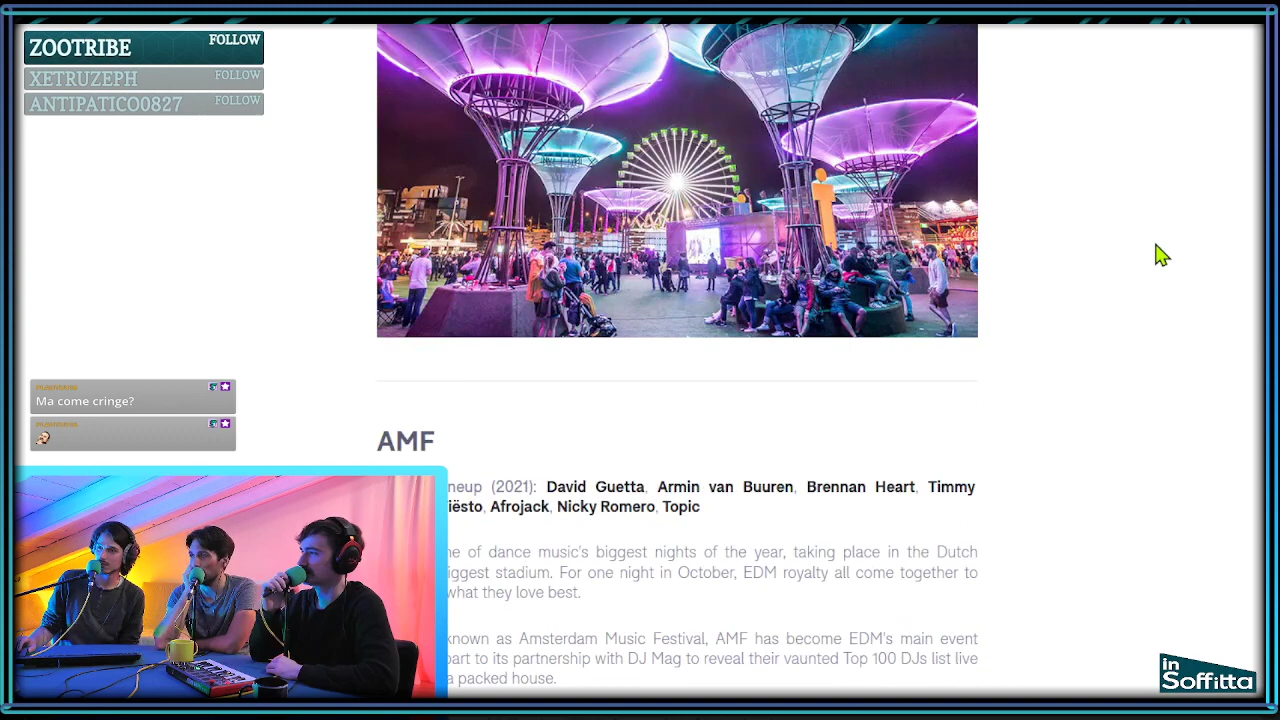 ZOOTRIBE FOLLOW
XETRUZEPH FOLLOW
ANTIPATICO0827 FOLLOW
Ma come cringe?
AMF
neup (2021): David Guetta, Armin van Buuren, Brennan Heart, Timmy
iësto, Afrojack, Nicky Romero, Topic
ne of dance music's biggest nights of the year, taking place in the Dutch
iggest stadium. For one night in October, EDM royalty all come together to
what they love best.
known as Amsterdam Music Festival, AMF has become EDM's main event
part to its partnership with DJ Mag to reveal their vaunted Top 100 DJs list live
a packed house.
in
Soffitta